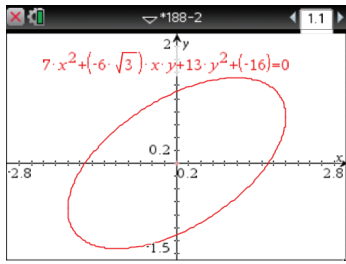 *188-2 1.1
2 y
7·x²+(-6·√3)·x·y+13·y²+(-16)=0
0.2 x
-2.8 0.2 2.8
-1.5